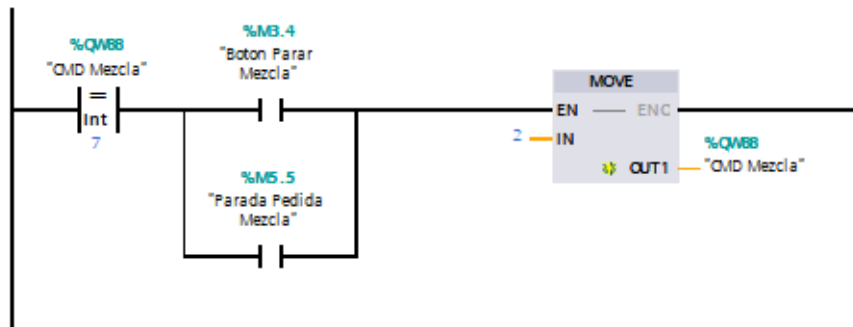 %QW88
"CMD Mezcla"
=
Int
7
%M3.4
"Boton Parar
Mezcla"
%M5.5
"Parada Pedida
Mezcla"
MOVE
EN
ENO
2
IN
OUT1
%QW88
"CMD Mezcla"